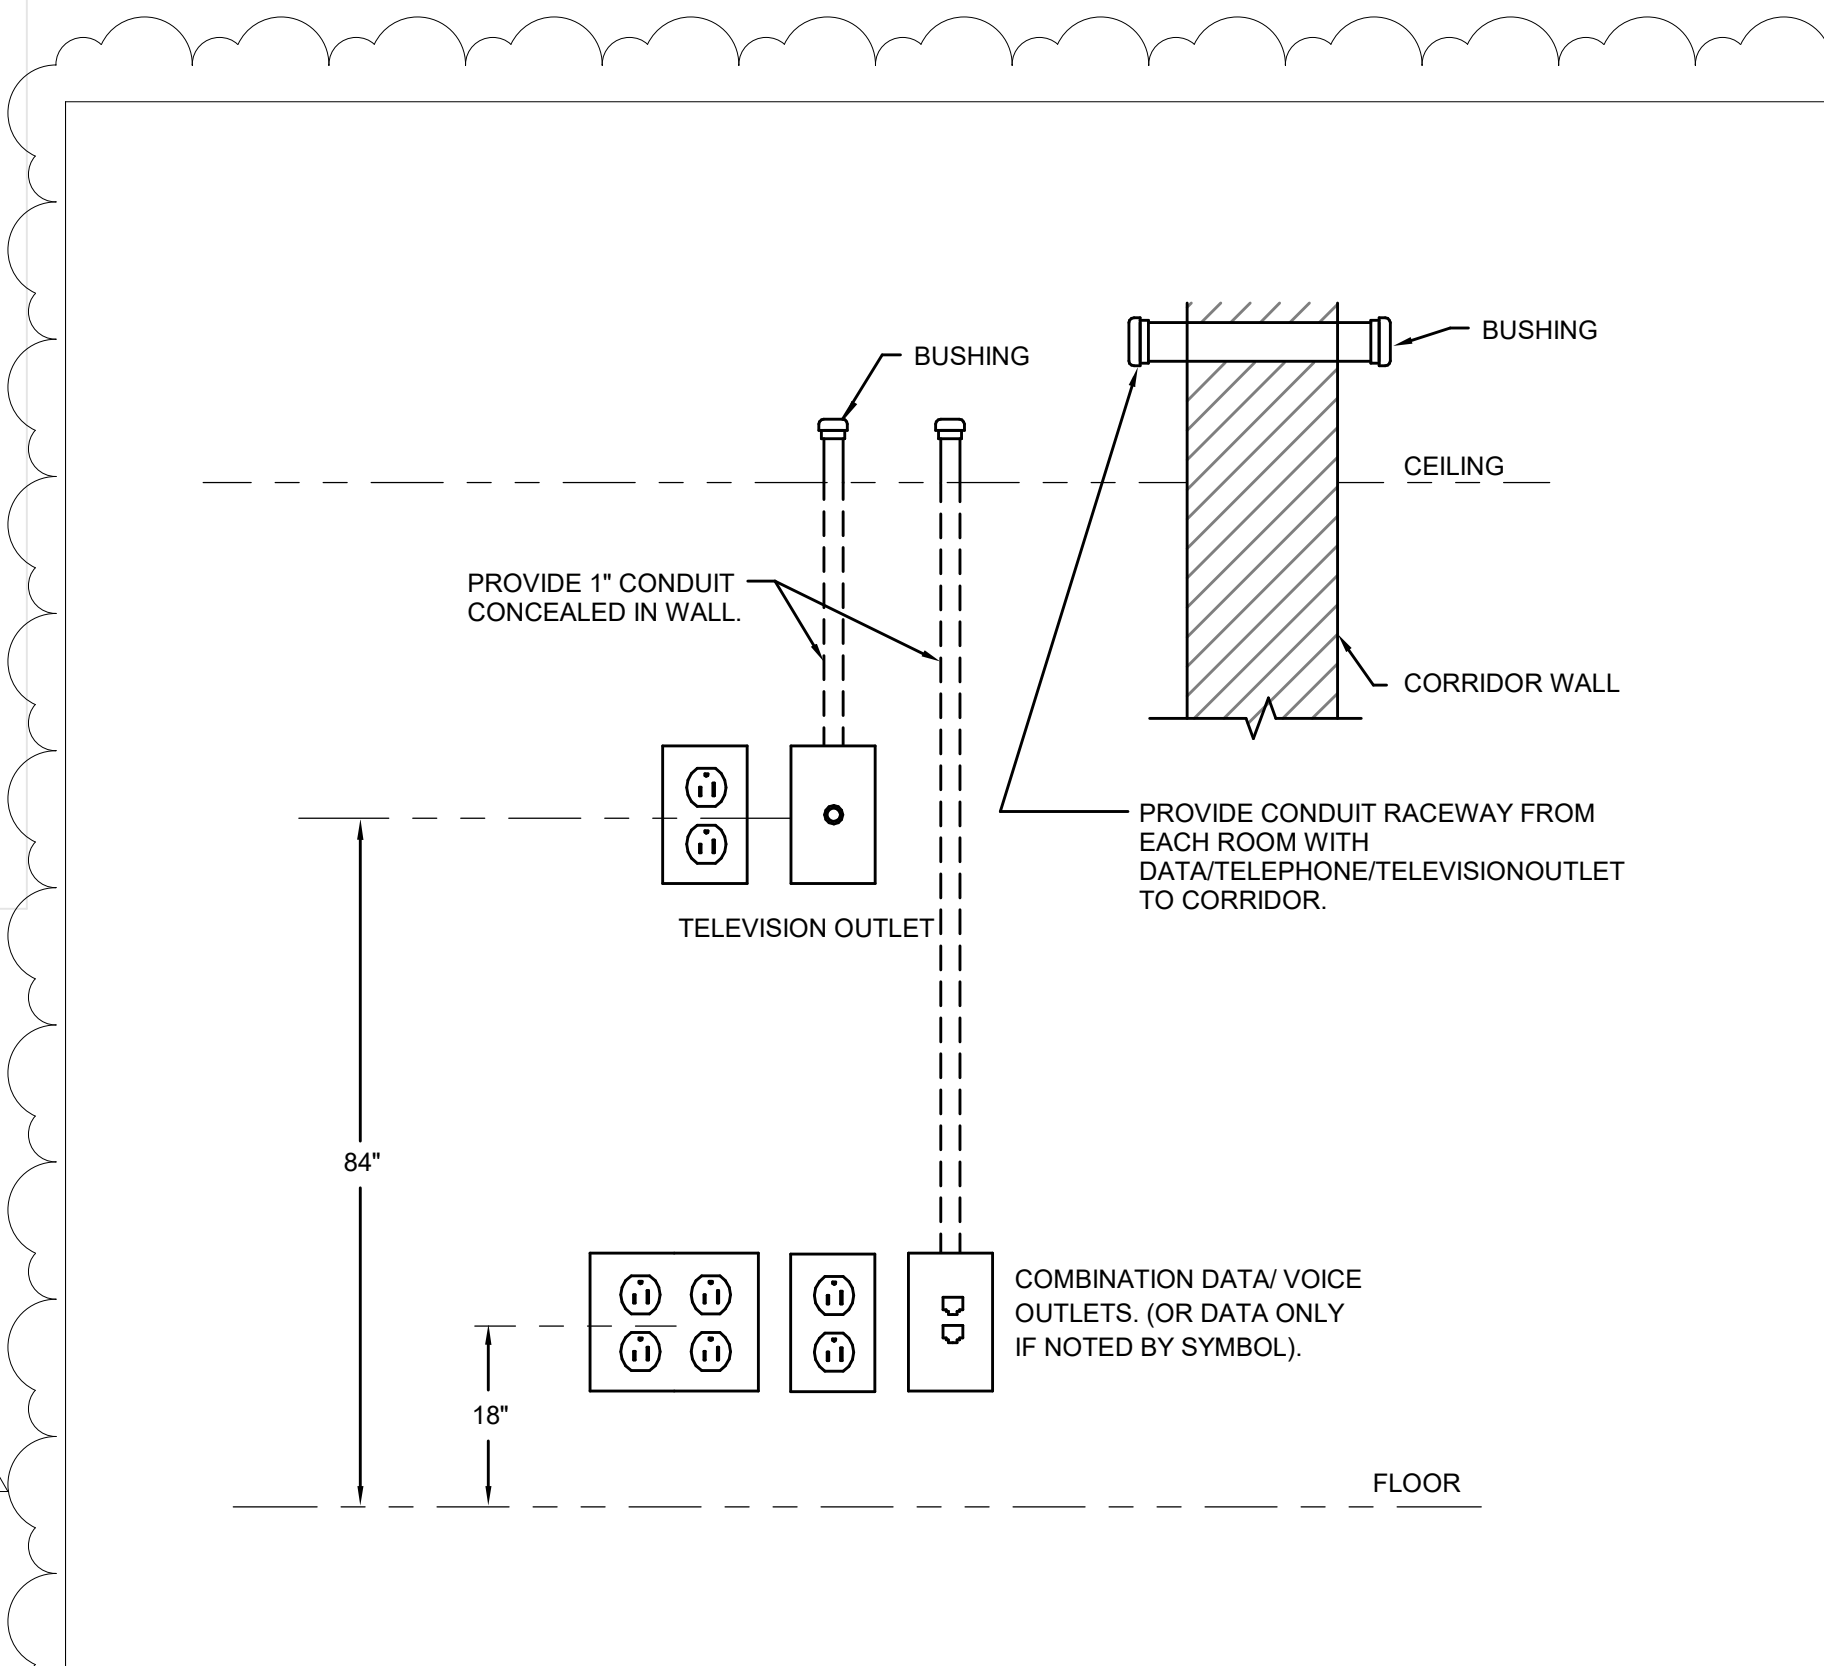 BUSHING
BUSHING
CEILING
PROVIDE 1" CONDUIT
CONCEALED IN WALL.
CORRIDOR WALL
PROVIDE CONDUIT RACEWAY FROM
EACH ROOM WITH
DATA/TELEPHONE/TELEVISIONOUTLET
TO CORRIDOR.
TELEVISION OUTLET
84"
COMBINATION DATA/ VOICE
OUTLETS. (OR DATA ONLY
IF NOTED BY SYMBOL).
18"
FLOOR